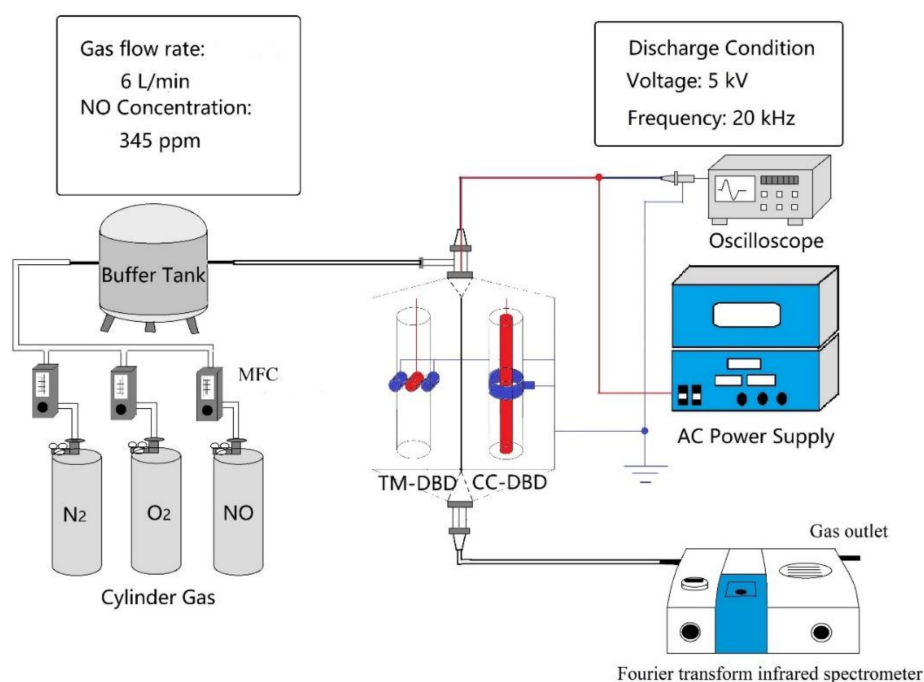 Gas flow rate:
6 L/min
NO Concentration:
345 ppm
Discharge Condition
Voltage: 5 kV
Frequency: 20 kHz
Oscilloscope
Buffer Tank
MFC
AC Power Supply
TM-DBD
CC-DBD
N2
O2
NO
Cylinder Gas
Gas outlet
Fourier transform infrared spectrometer